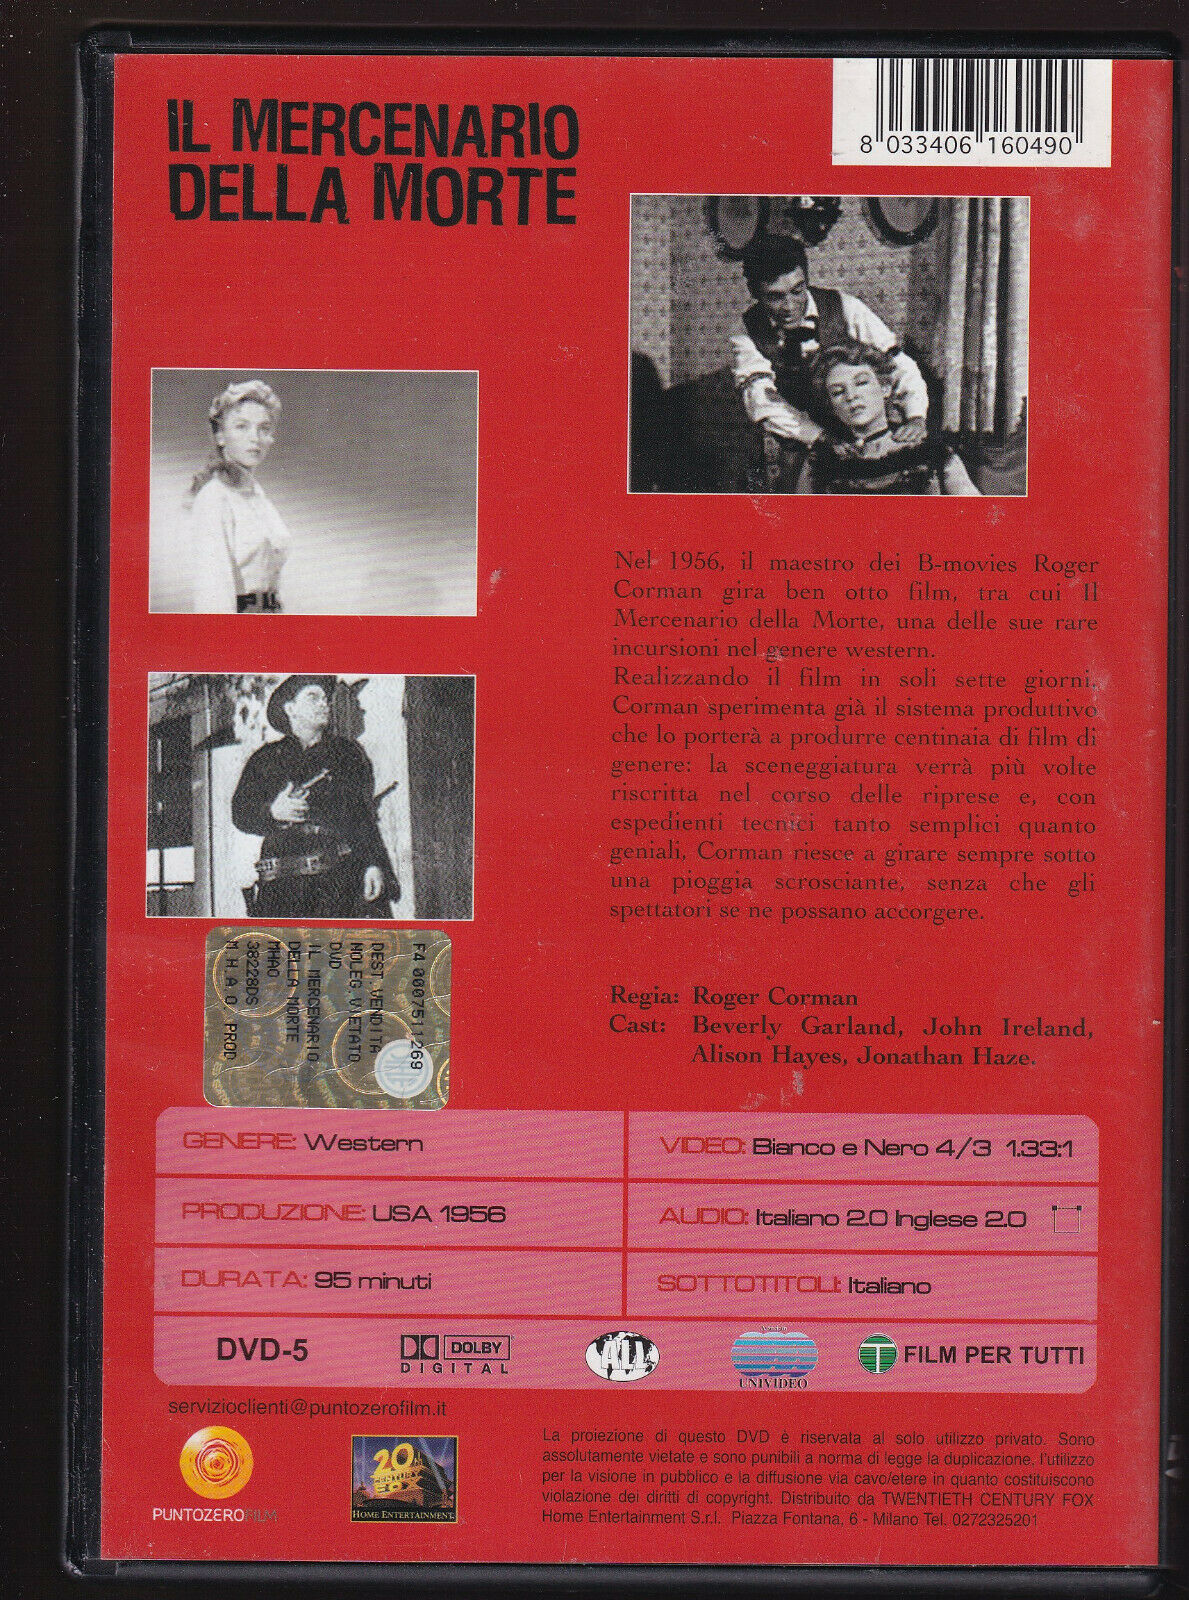 IL MERCENARIO
DELLA MORTE
8 033406 160490
Nel 1956, il maestro dei B-movies Roger
Corman gira ben otto film, tra cui Il
Mercenario della Morte, una delle sue rare
incursioni nel genere western.
Realizzando il film in soli sette giorni,
Corman sperimenta già il sistema produttivo
che lo porterà a produrre centinaia di film di
genere: la sceneggiatura verrà più volte
riscritta nel corso delle riprese e, con
espedienti tecnici tanto semplici quanto
geniali, Corman riesce a girare sempre sotto
una pioggia scrosciante, senza che gli
spettatori se ne possano accorgere.
Regia: Roger Corman
Cast: Beverly Garland, John Ireland,
Alison Hayes, Jonathan Haze.
F4 0007511269
DEST.VENDITA
NOLEG.VIETATO
DVD
IL MERCENARIO
DELLA MORTE
MHAO
38228DS
M.H.A O PROD
GENERE: Western
VIDEO: Bianco e Nero 4/3 1.33:1
PRODUZIONE: USA 1956
AUDIO: Italiano 2.0 Inglese 2.0
DURATA: 95 minuti
SOTTOTITOLI: Italiano
DVD-5
DOLBY
DIGITAL
ALL
UNIVIDEO
T FILM PER TUTTI
servizioclienti@puntozerofilm.it
PUNTOZEROFILM
20th
CENTURY
FOX
HOME ENTERTAINMENT
La proiezione di questo DVD è riservata al solo utilizzo privato. Sono
assolutamente vietate e sono punibili a norma di legge la duplicazione, l'utilizzo
per la visione in pubblico e la diffusione via cavo/etere in quanto costituiscono
violazione dei diritti di copyright. Distribuito da TWENTIETH CENTURY FOX
Home Entertainment S.r.l. Piazza Fontana, 6 - Milano Tel. 0272325201